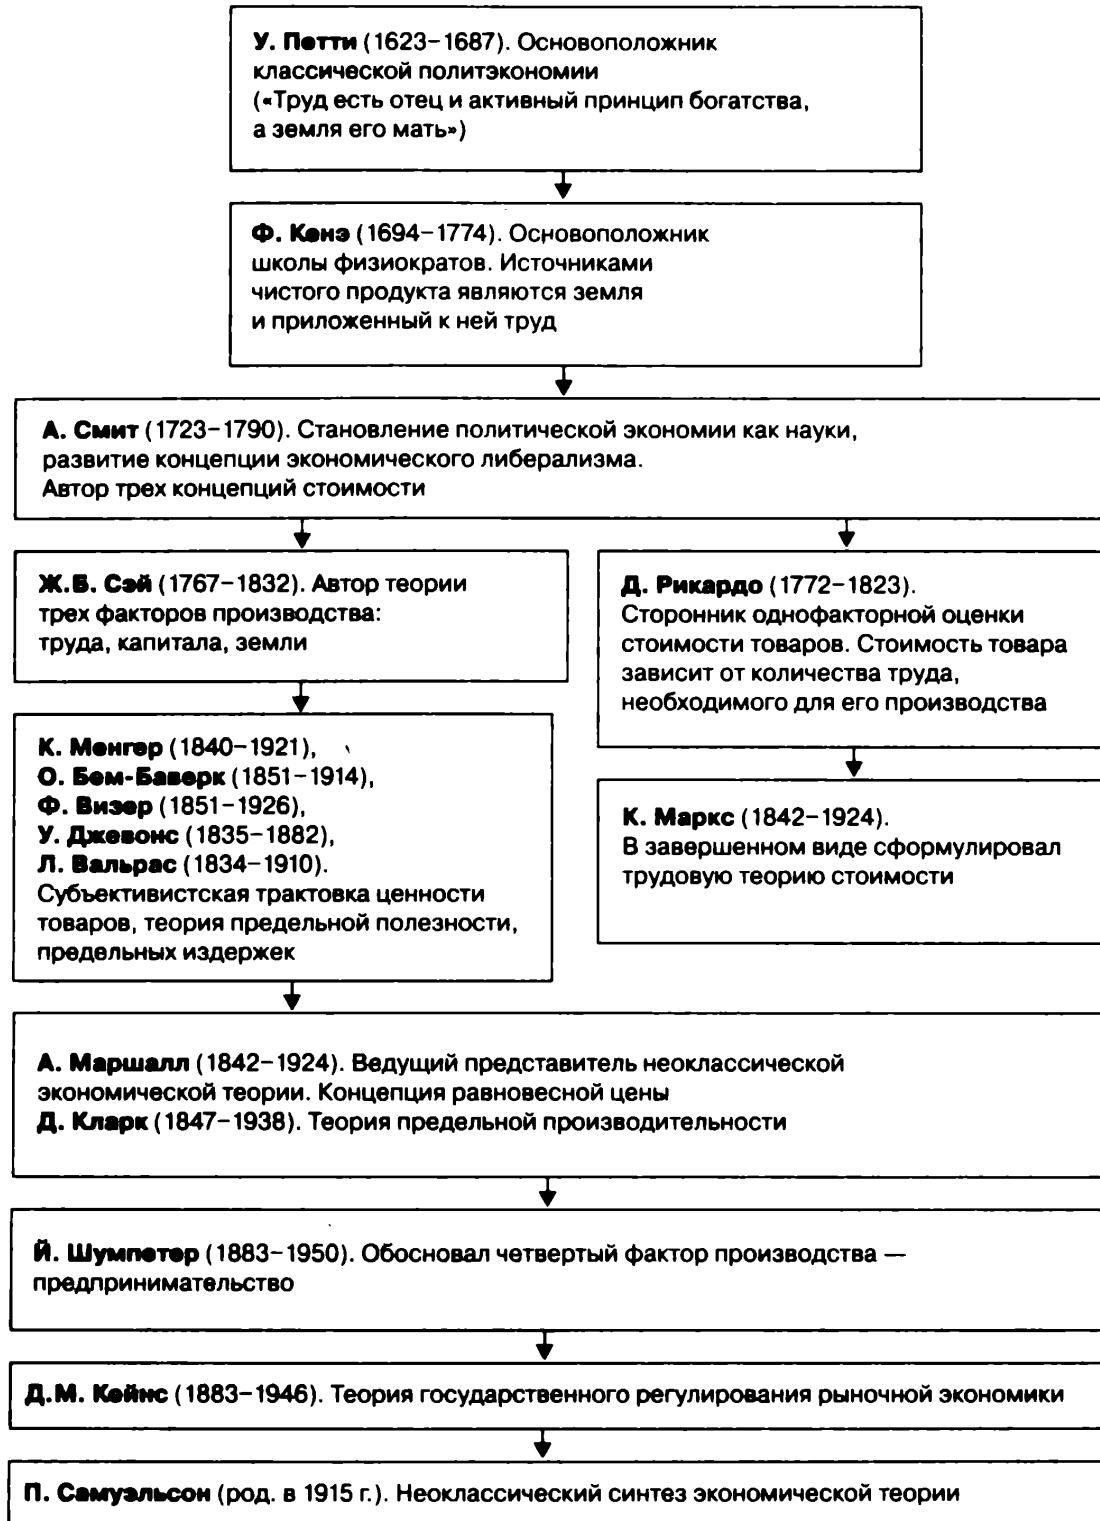 У. Петти (1623–1687). Основоположник
классической политэкономии
(«Труд есть отец и активный принцип богатства,
а земля его мать»)
Ф. Кенэ (1694–1774). Основоположник
школы физиократов. Источниками
чистого продукта являются земля
и приложенный к ней труд
А. Смит (1723–1790). Становление политической экономии как науки,
развитие концепции экономического либерализма.
Автор трех концепций стоимости
Ж.Б. Сэй (1767–1832). Автор теории
трех факторов производства:
труда, капитала, земли
Д. Рикардо (1772–1823).
Сторонник однофакторной оценки
стоимости товаров. Стоимость товара
зависит от количества труда,
необходимого для его производства
К. Менгер (1840–1921),
О. Бем-Баверк (1851–1914),
Ф. Визер (1851–1926),
У. Джевонс (1835–1882),
Л. Вальрас (1834–1910).
Субъективистская трактовка ценности
товаров, теория предельной полезности,
предельных издержек
К. Маркс (1842–1924).
В завершенном виде сформулировал
трудовую теорию стоимости
А. Маршалл (1842–1924). Ведущий представитель неоклассической
экономической теории. Концепция равновесной цены
Д. Кларк (1847–1938). Теория предельной производительности
Й. Шумпетер (1883–1950). Обосновал четвертый фактор производства —
предпринимательство
Д.М. Кейнс (1883–1946). Теория государственного регулирования рыночной экономики
П. Самуэльсон (род. в 1915 г.). Неоклассический синтез экономической теории